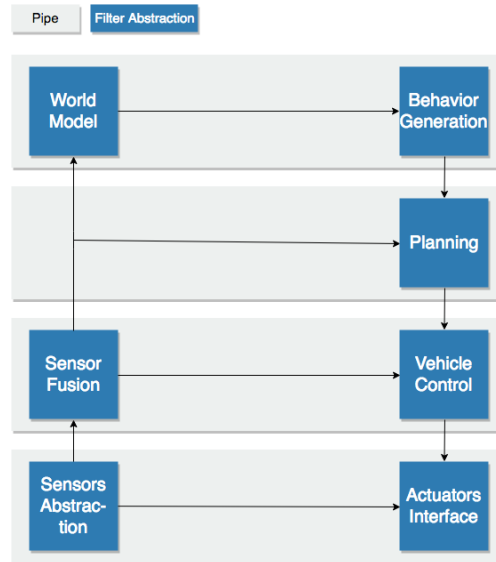 Pipe
Filter Abstraction
World
Model
Behavior
Generation
Planning
Sensor
Fusion
Vehicle
Control
Sensors
Abstrac-
tion
Actuators
Interface